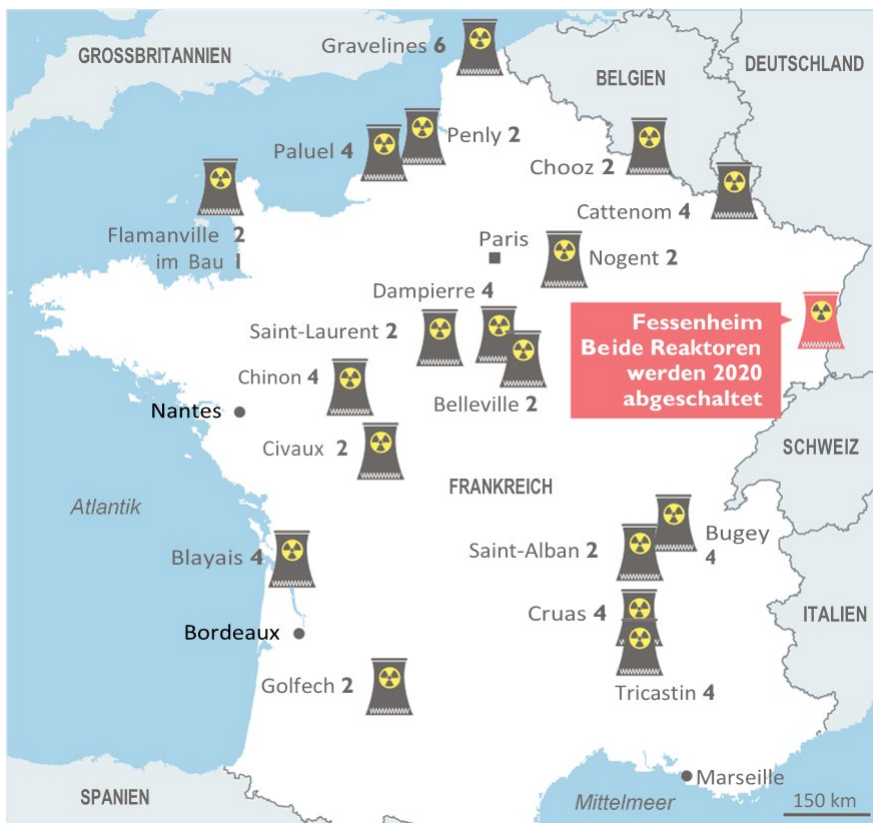 Gravelines 6
GROSSBRITANNIEN
DEUTSCHLAND
BELGIEN
Penly 2
Paluel 4
Chooz 2
Cattenom 4
Flamanville 2
im Bau 1
Paris
Nogent 2
Dampierre 4
Saint-Laurent 2
Fessenheim
Beide Reaktoren
werden 2020
abgeschaltet
Chinon 4
Belleville 2
Nantes
Civaux 2
SCHWEIZ
FRANKREICH
Atlantik
Bugey
4
Saint-Alban 2
Blayais 4
Cruas 4
ITALIEN
Bordeaux
Golfech 2
Tricastin 4
Marseille
SPANIEN
Mittelmeer
150 km